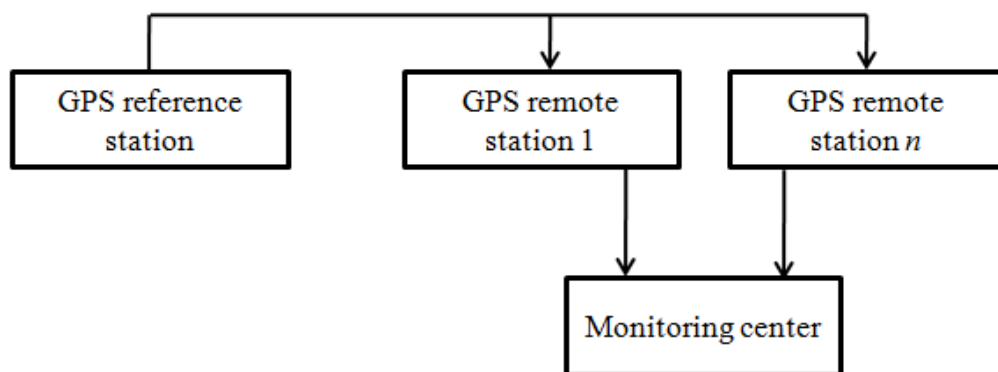 GPS reference
station
GPS remote
station 1
GPS remote
station n
Monitoring center